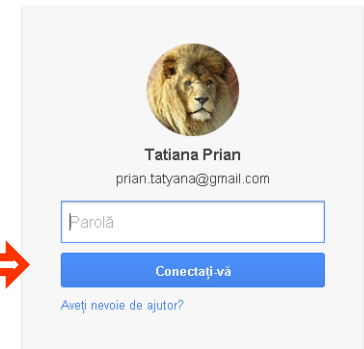 Tatiana Prian
prian.tatyana@gmail.com
Parolă
Conectați-vă
Aveți nevoie de ajutor?